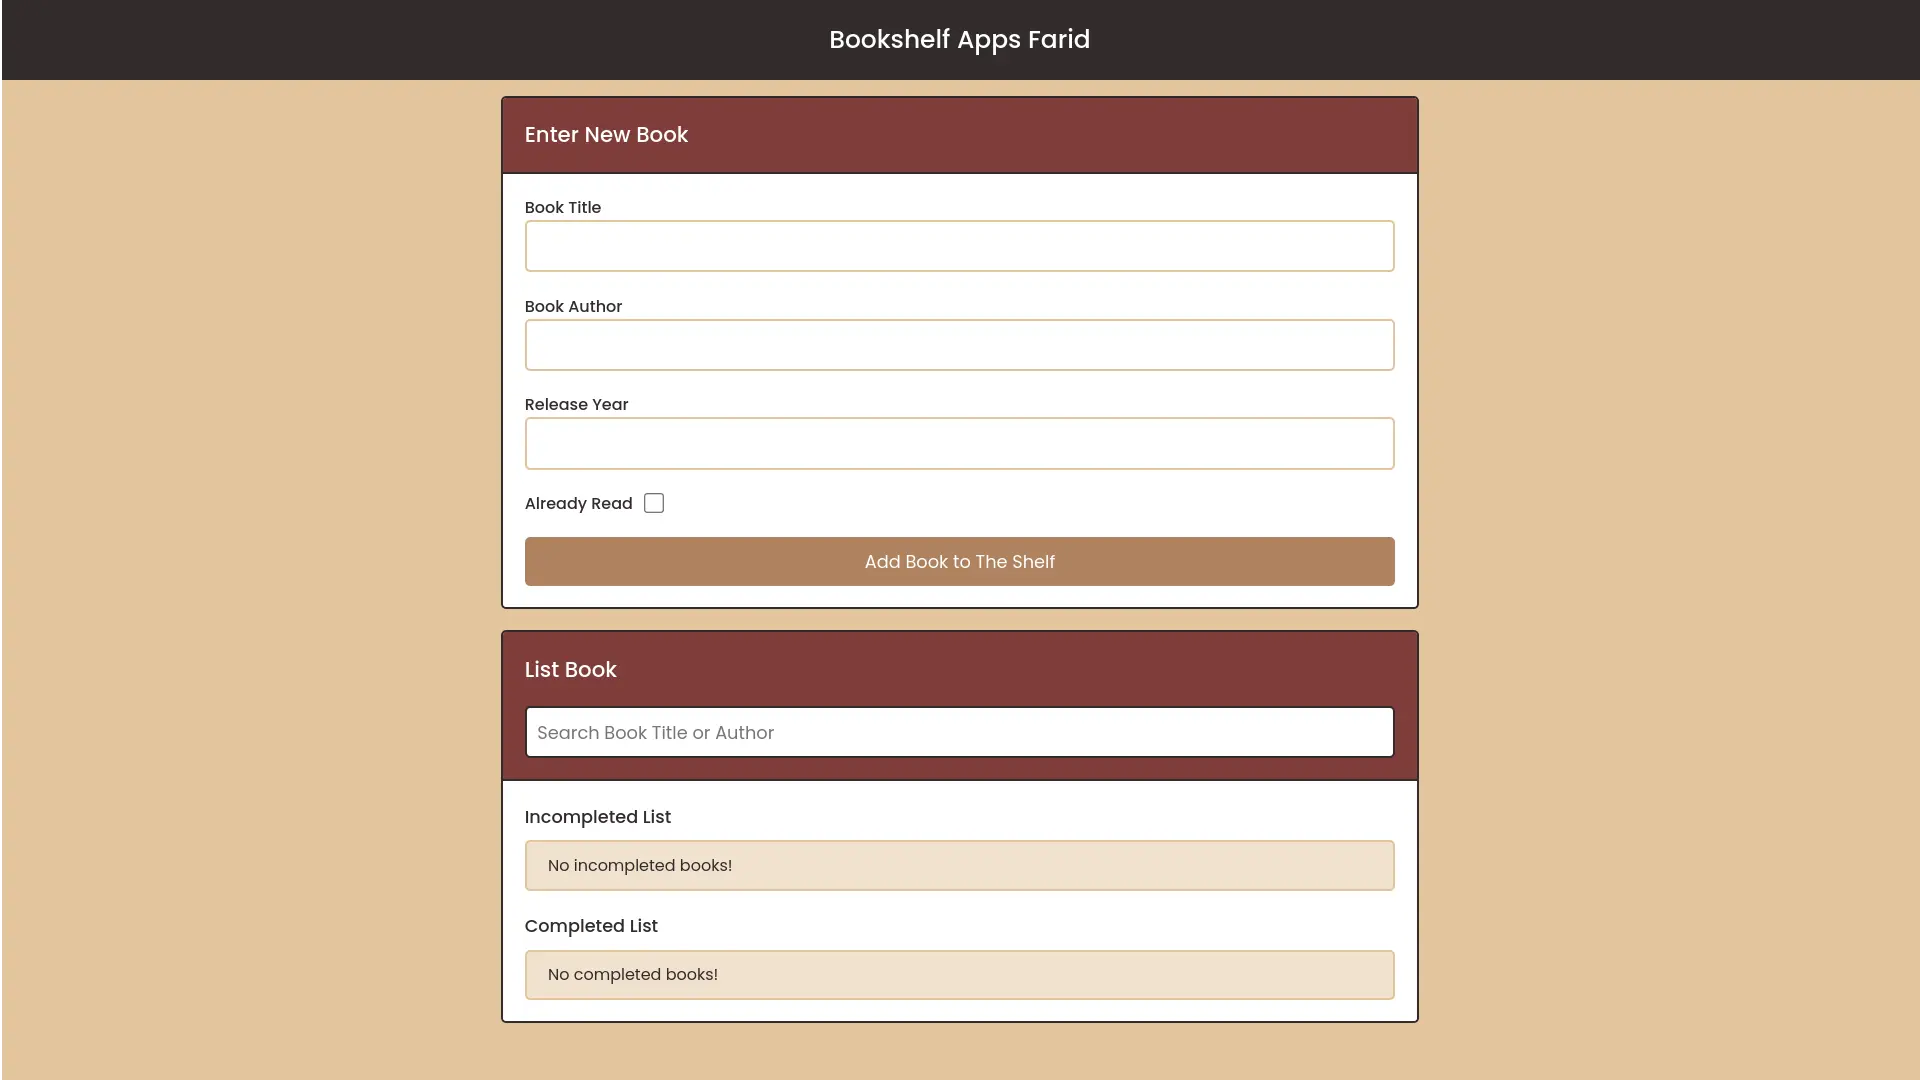 Bookshelf Apps Farid
Enter New Book
Book Title
Book Author
Release Year
Already Read
Add Book to The Shelf
List Book
Search Book Title or Author
Incompleted List
No incompleted books!
Completed List
No completed books!